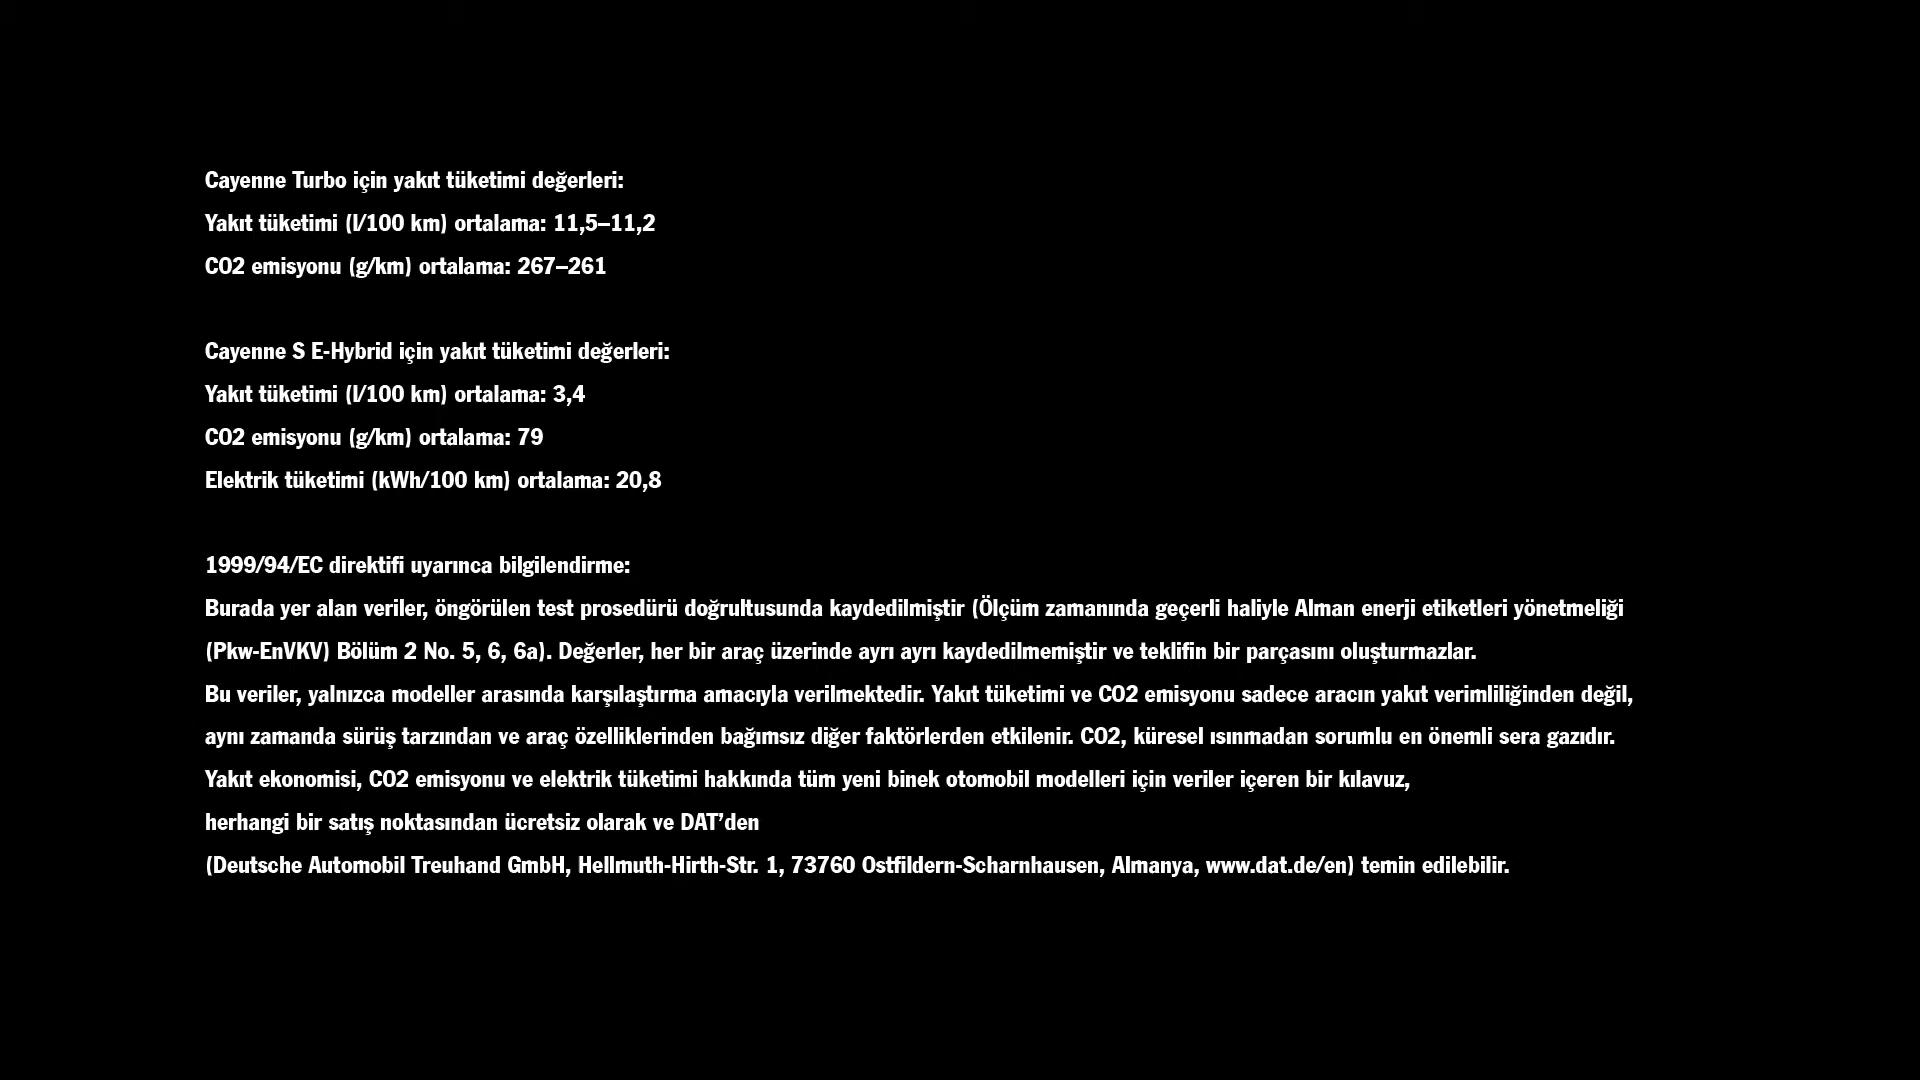 Cayenne Turbo için yakıt tüketimi değerleri:
Yakıt tüketimi (l/100 km) ortalama: 11,5–11,2
CO2 emisyonu (g/km) ortalama: 267–261
Cayenne S E-Hybrid için yakıt tüketimi değerleri:
Yakıt tüketimi (l/100 km) ortalama: 3,4
CO2 emisyonu (g/km) ortalama: 79
Elektrik tüketimi (kWh/100 km) ortalama: 20,8
1999/94/EC direktifi uyarınca bilgilendirme:
Burada yer alan veriler, öngörülen test prosedürü doğrultusunda kaydedilmiştir (Ölçüm zamanında geçerli haliyle Alman enerji etiketleri yönetmeliği
(Pkw-EnVKV) Bölüm 2 No. 5, 6, 6a). Değerler, her bir araç üzerinde ayrı ayrı kaydedilmemiştir ve teklifin bir parçasını oluşturmazlar.
Bu veriler, yalnızca modeller arasında karşılaştırma amacıyla verilmektedir. Yakıt tüketimi ve CO2 emisyonu sadece aracın yakıt verimliliğinden değil,
aynı zamanda sürüş tarzından ve araç özelliklerinden bağımsız diğer faktörlerden etkilenir. CO2, küresel ısınmadan sorumlu en önemli sera gazıdır.
Yakıt ekonomisi, CO2 emisyonu ve elektrik tüketimi hakkında tüm yeni binek otomobil modelleri için veriler içeren bir kılavuz,
herhangi bir satış noktasından ücretsiz olarak ve DAT’den
(Deutsche Automobil Treuhand GmbH, Hellmuth-Hirth-Str. 1, 73760 Ostfildern-Scharnhausen, Almanya, www.dat.de/en) temin edilebilir.